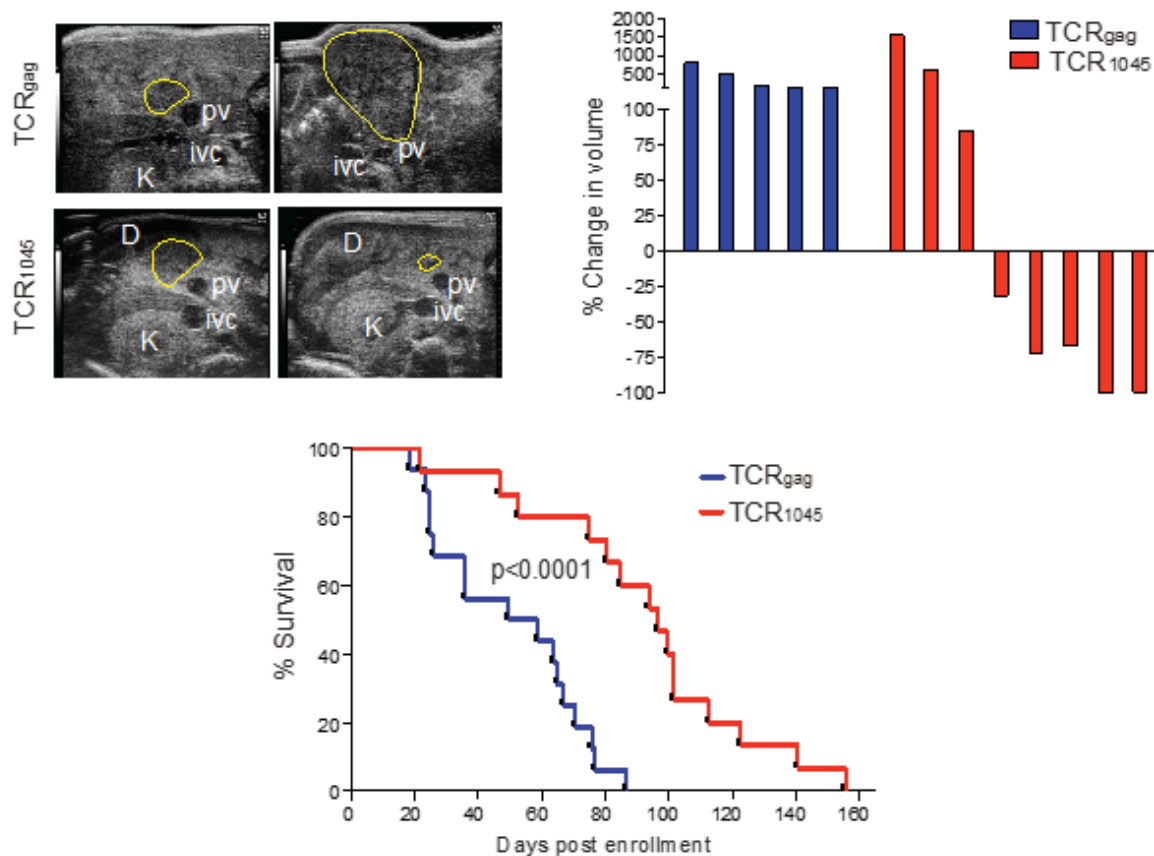 TCRgag
pv
ivc
K
pv
ivc
TCR1045
D
pv
ivc
K
D
pv
ivc
K
% Change in volume
2000
1500
1000
500
100
75
50
25
0
-25
-50
-75
-100
TCRgag
TCR1045
% Survival
100
80
60
40
20
0
p<0.0001
TCRgag
TCR1045
0 20 40 60 80 100 120 140 160
Days post enrollment